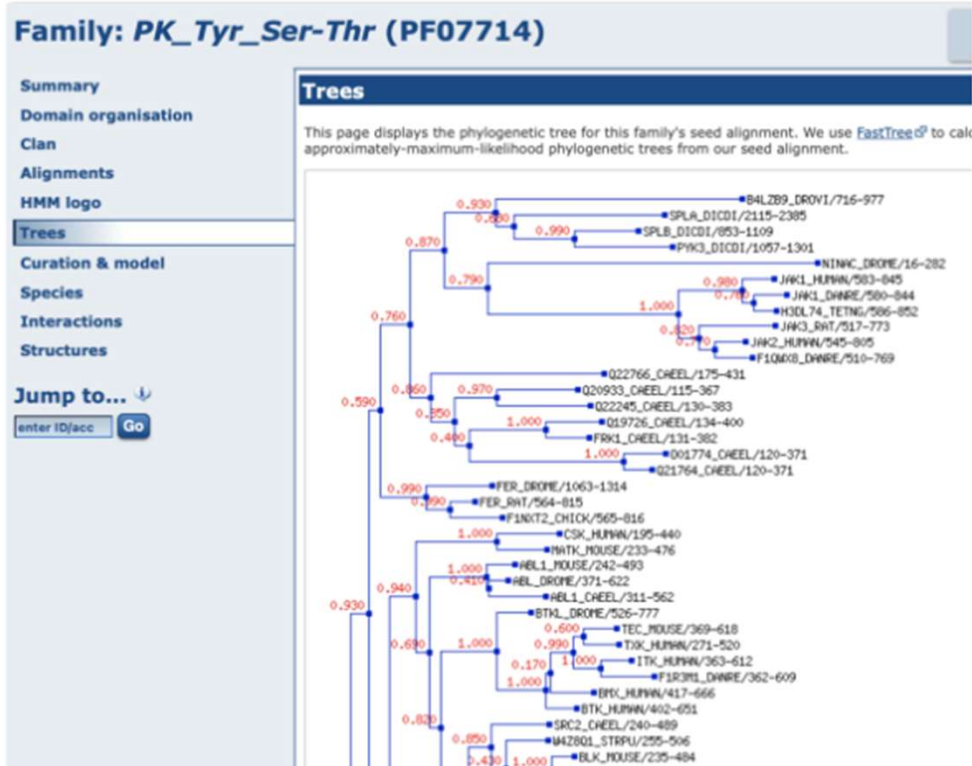 Family: PK_Tyr_Ser-Thr (PF07714)
Summary
Domain organisation
Clan
Alignments
HMM logo
Trees
Curation & model
Species
Interactions
Structures
Jump to...
enter ID/acc Go
Trees
This page displays the phylogenetic tree for this family's seed alignment. We use FastTree to calc
approximately-maximum-likelihood phylogenetic trees from our seed alignment.
0.930 B4LZB9_DROVI/716-977
SPLA_DICDI/2115-2385
0.990 SPLB_DICDI/853-1109
0.870 PYK3_DICDI/1057-1301
NINAC_DROME/16-282
0.790 0.980 JAK1_HUMAN/583-845
JAK1_DANRE/580-844
1.000 H3DL74_TETNG/586-852
0.760 0.820 JAK3_RAT/517-773
JAK2_HUMAN/545-805
F1QWX8_DANRE/510-769
Q22766_CAEEL/175-431
0.860 0.970 Q20933_CAEEL/115-367
0.590 Q22245_CAEEL/130-383
0.350 1.000 Q19726_CAEEL/134-400
0.400 FRK1_CAEEL/131-382
1.000 O01774_CAEEL/120-371
Q21764_CAEEL/120-371
0.990 FER_DROME/1063-1314
0.990 FER_RAT/564-815
F1NXT2_CHICK/565-816
1.000 CSK_HUMAN/195-440
MATK_MOUSE/233-476
1.000 ABL1_MOUSE/242-493
0.940 0.410 ABL_DROME/371-622
ABL1_CAEEL/311-562
0.930 BTKL_DROME/526-777
0.600 TEC_MOUSE/369-618
0.690 1.000 0.990 TXK_HUMAN/271-520
0.170 1.000 ITK_HUMAN/363-612
F1R3M1_DANRE/362-609
1.000 BMX_HUMAN/417-666
BTK_HUMAN/402-651
0.820 SRC2_CAEEL/240-489
0.850 W4Z8Q1_STRPU/255-506
0.430 1.000 BLK_MOUSE/235-484